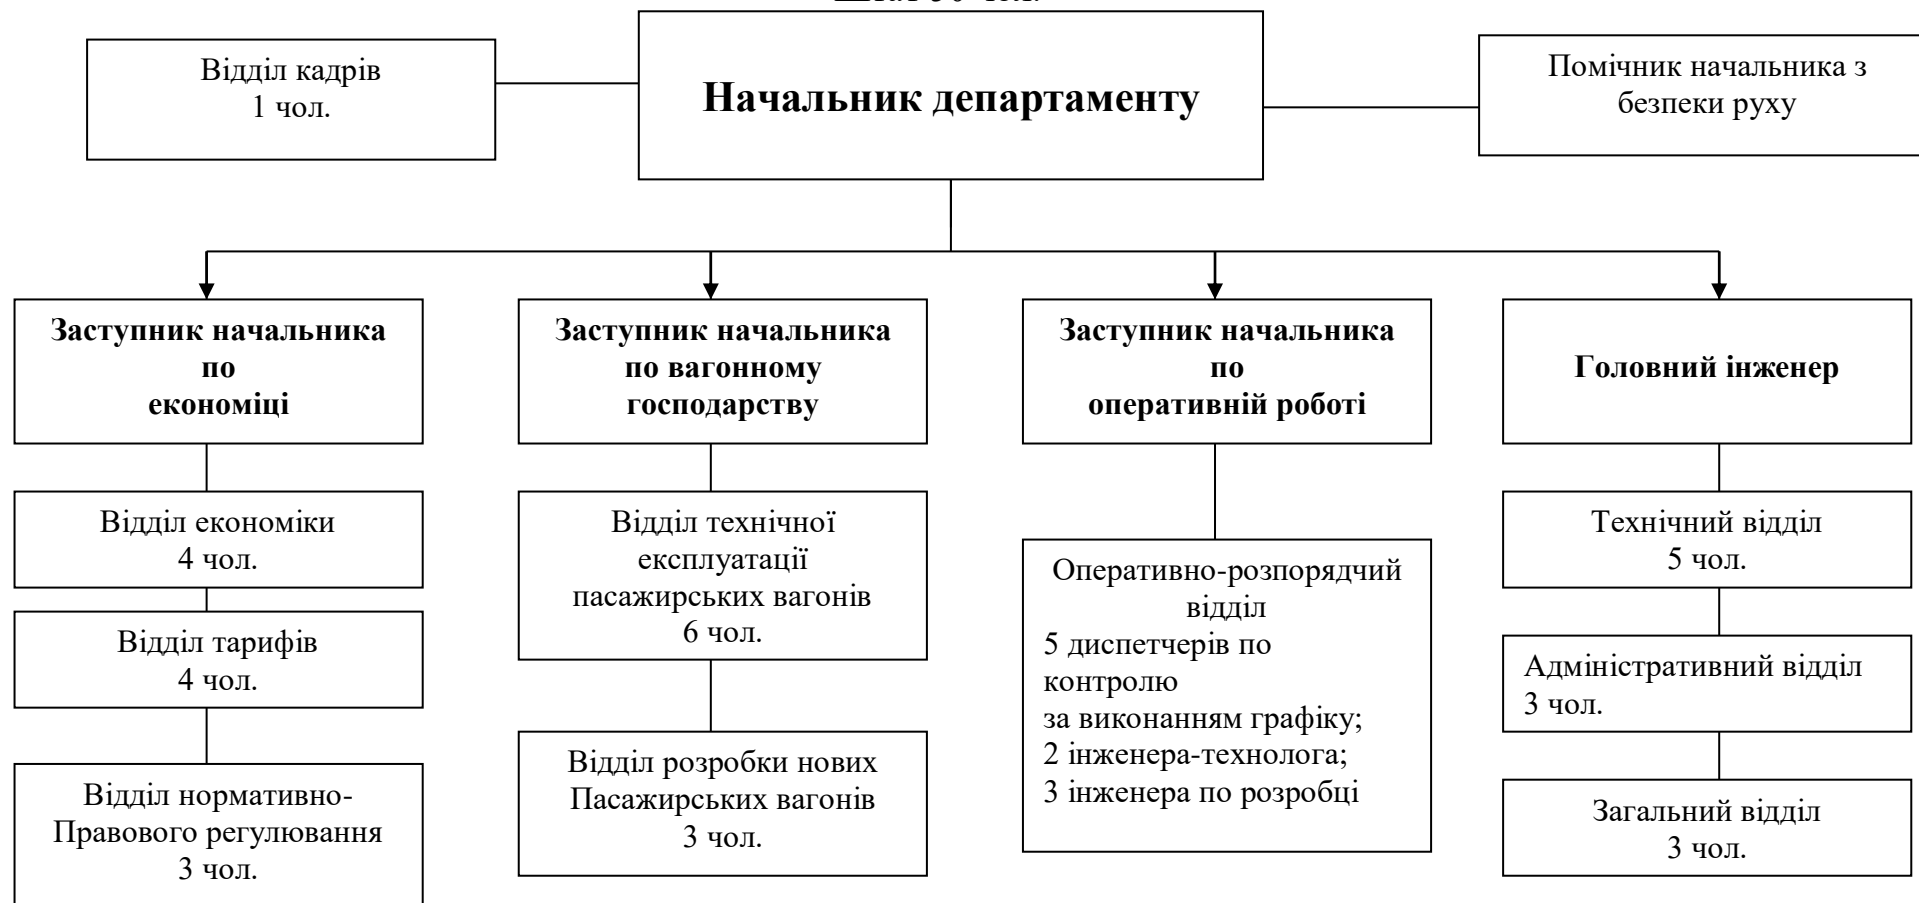 Відділ кадрів
1 чол.
Начальник департаменту
Помічник начальника з
безпеки руху
Заступник начальника
по
економіці
Заступник начальника
по вагонному
господарству
Заступник начальника
по
оперативній роботі
Головний інженер
Відділ економіки
4 чол.
Відділ тарифів
4 чол.
Відділ нормативно-
Правового регулювання
3 чол.
Відділ технічної
експлуатації
пасажирських вагонів
6 чол.
Відділ розробки нових
Пасажирських вагонів
3 чол.
Оперативно-розпорядчий
відділ
5 диспетчерів по
контролю
за виконанням графіку;
2 інженера-технолога;
3 інженера по розробці
Технічний відділ
5 чол.
Адміністративний відділ
3 чол.
Загальний відділ
3 чол.